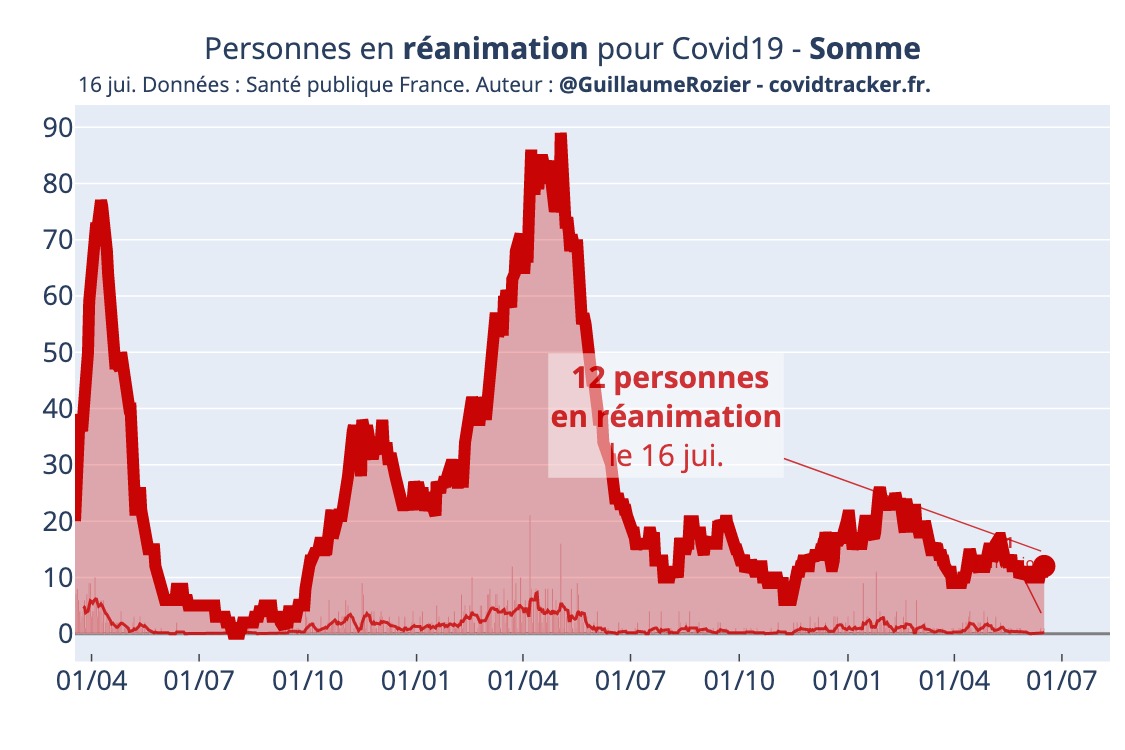 Personnes en réanimation pour Covid19 - Somme
16 jui. Données : Santé publique France. Auteur : @GuillaumeRozier - covidtracker.fr.
90
80
70
60
50
40
30
20
10
0
12 personnes
en réanimation
le 16 jui.
01/04 01/07 01/10 01/01 01/04 01/07 01/10 01/01 01/04 01/07